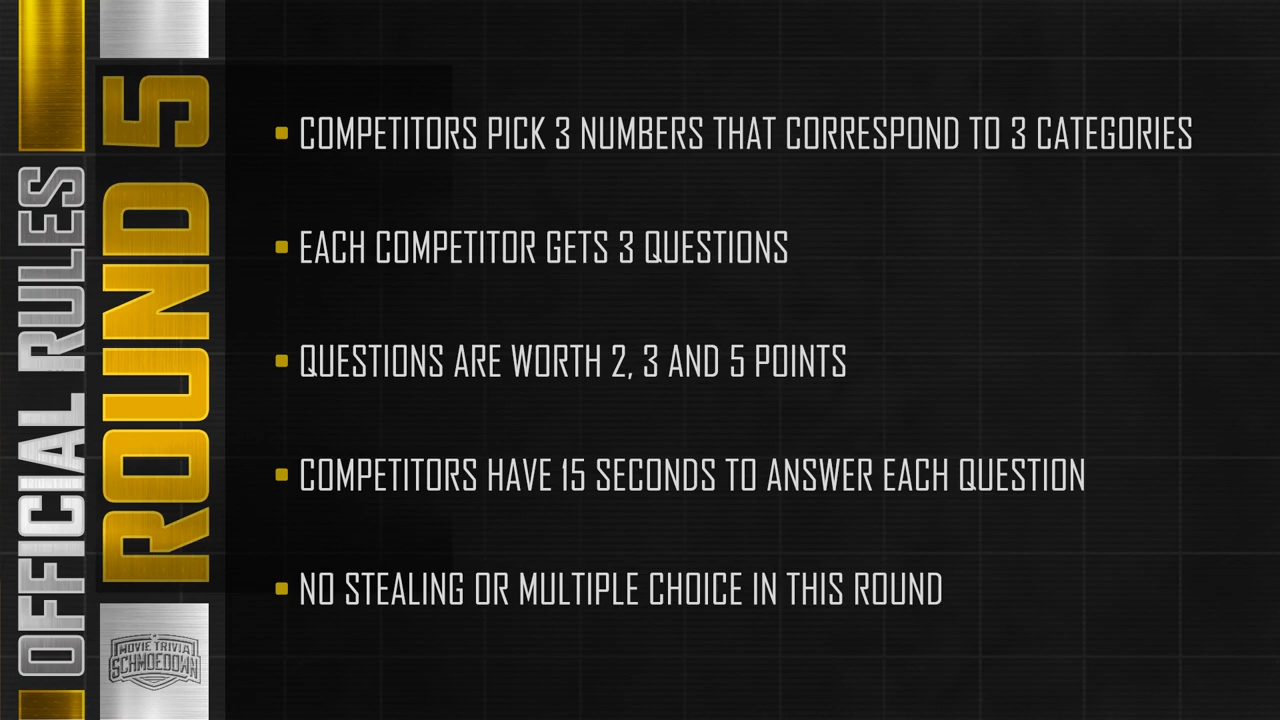 OFFICIAL RULES
ROUND 5
COMPETITORS PICK 3 NUMBERS THAT CORRESPOND TO 3 CATEGORIES
EACH COMPETITOR GETS 3 QUESTIONS
QUESTIONS ARE WORTH 2, 3 AND 5 POINTS
COMPETITORS HAVE 15 SECONDS TO ANSWER EACH QUESTION
NO STEALING OR MULTIPLE CHOICE IN THIS ROUND
MOVIE TRIVIA
SCHMOEDOWN